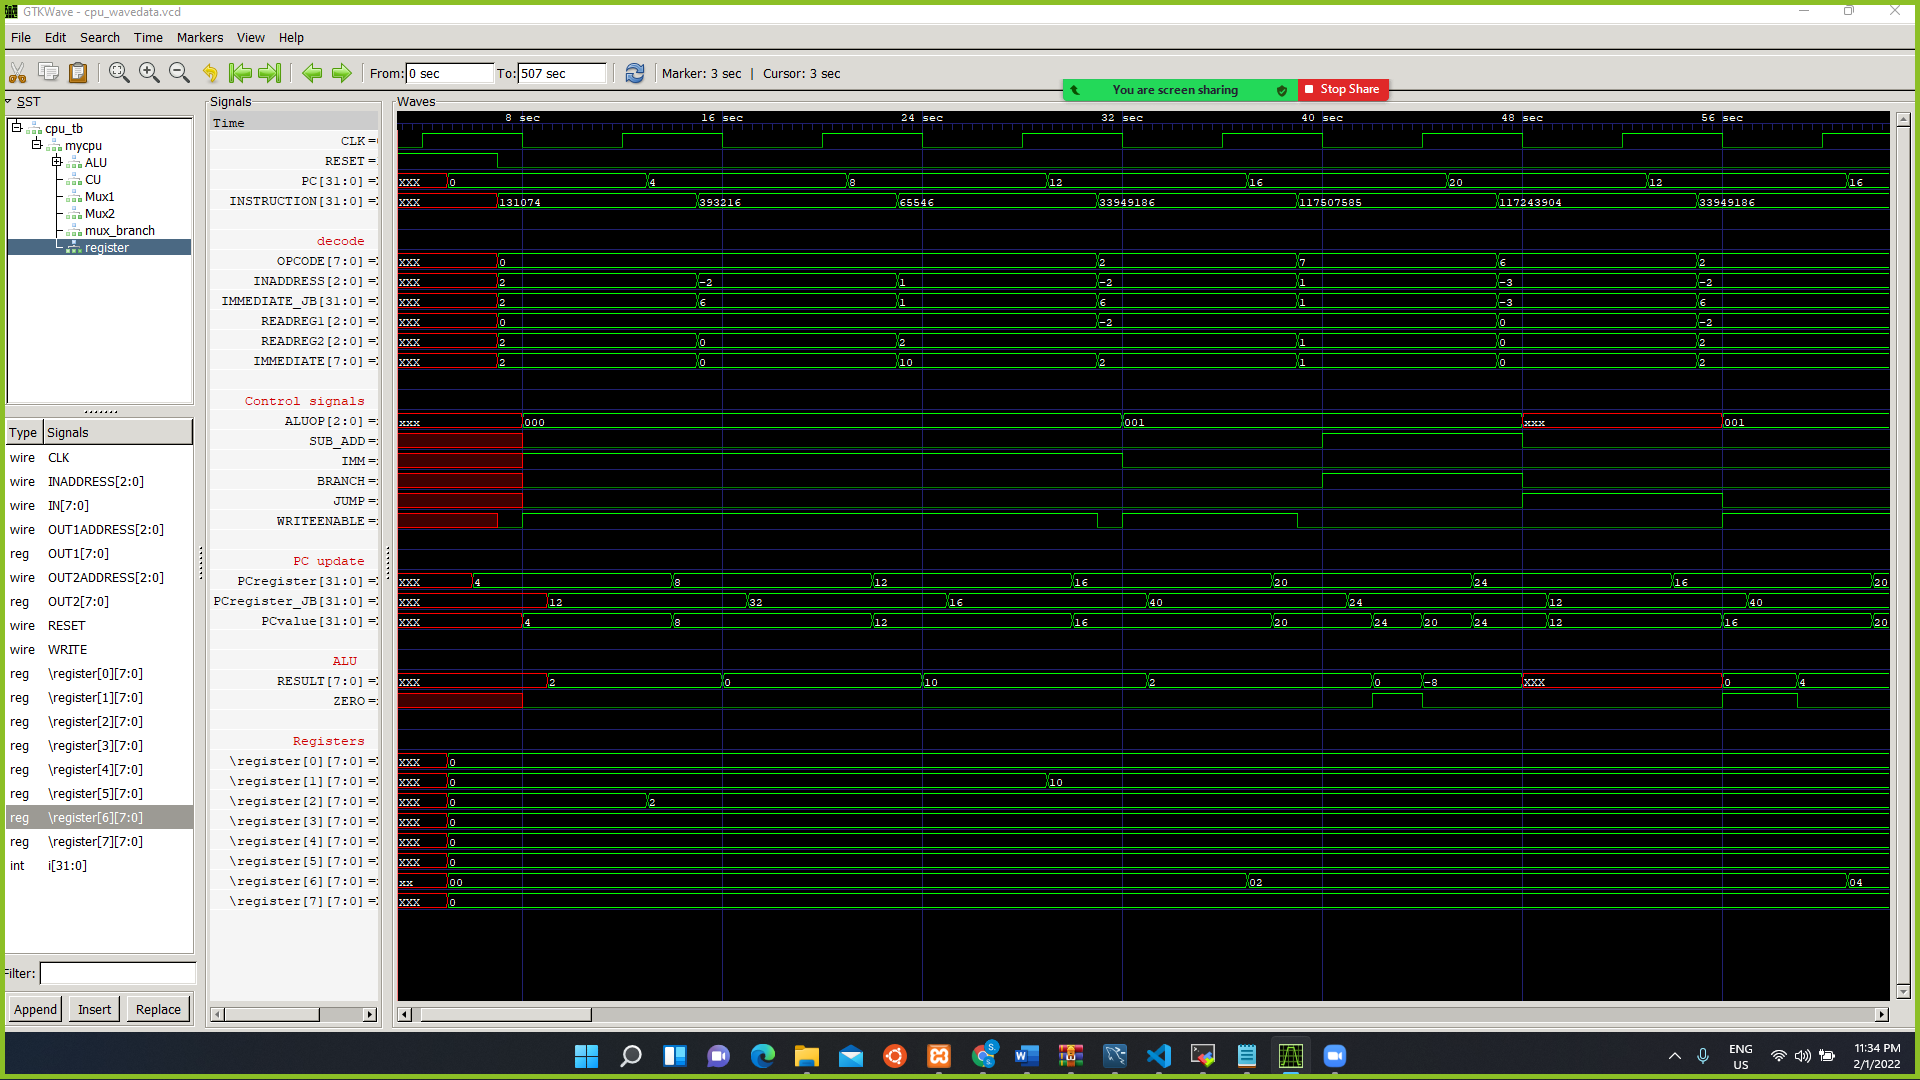 GTKWave - cpu_wavedata.vcd
File Edit Search Time Markers View Help
From: 0 sec To: 507 sec Marker: 3 sec | Cursor: 3 sec
You are screen sharing Stop Share
SST
cpu_tb
mycpu
ALU
CU
Mux1
Mux2
mux_branch
register
Type Signals
wire CLK
wire INADDRESS[2:0]
wire IN[7:0]
wire OUT1ADDRESS[2:0]
reg OUT1[7:0]
wire OUT2ADDRESS[2:0]
reg OUT2[7:0]
wire RESET
wire WRITE
reg \register[0][7:0]
reg \register[1][7:0]
reg \register[2][7:0]
reg \register[3][7:0]
reg \register[4][7:0]
reg \register[5][7:0]
reg \register[6][7:0]
reg \register[7][7:0]
int i[31:0]
Filter:
Append Insert Replace
Signals Waves
Time 8 sec 16 sec 24 sec 32 sec 40 sec 48 sec 56 sec
CLK =
RESET =
PC[31:0] = xxx 0 4 8 12 16 20 12 16
INSTRUCTION[31:0] = xxx 131074 393216 65546 33949186 117507585 117243904 33949186
decode
OPCODE[7:0] = xxx 0 2 7 6 2
INADDRESS[2:0] = xxx 2 -2 1 -2 1 -3 -2
IMMEDIATE_JB[31:0] = xxx 2 6 1 6 1 -3 6
READREG1[2:0] = xxx 0 -2 0 -2
READREG2[2:0] = xxx 2 0 2 1 0 2
IMMEDIATE[7:0] = xxx 2 0 10 2 1 0 2
Control signals
ALUOP[2:0] = xxx 000 001 xxx 001
SUB_ADD =
IMM =
BRANCH =
JUMP =
WRITEENABLE =
PC update
PCregister[31:0] = xxx 4 8 12 16 20 24 16 20
PCregister_JB[31:0] = xxx 12 32 16 40 24 12 40
PCvalue[31:0] = xxx 4 8 12 16 20 24 20 24 12 16 20
ALU
RESULT[7:0] = xxx 2 0 10 2 0 -8 xxx 0 4
ZERO =
Registers
\register[0][7:0] = xxx 0
\register[1][7:0] = xxx 0 10
\register[2][7:0] = xxx 0 2
\register[3][7:0] = xxx 0
\register[4][7:0] = xxx 0
\register[5][7:0] = xxx 0
\register[6][7:0] = xx 00 02 04
\register[7][7:0] = xxx 0
ENG
US
11:34 PM
2/1/2022